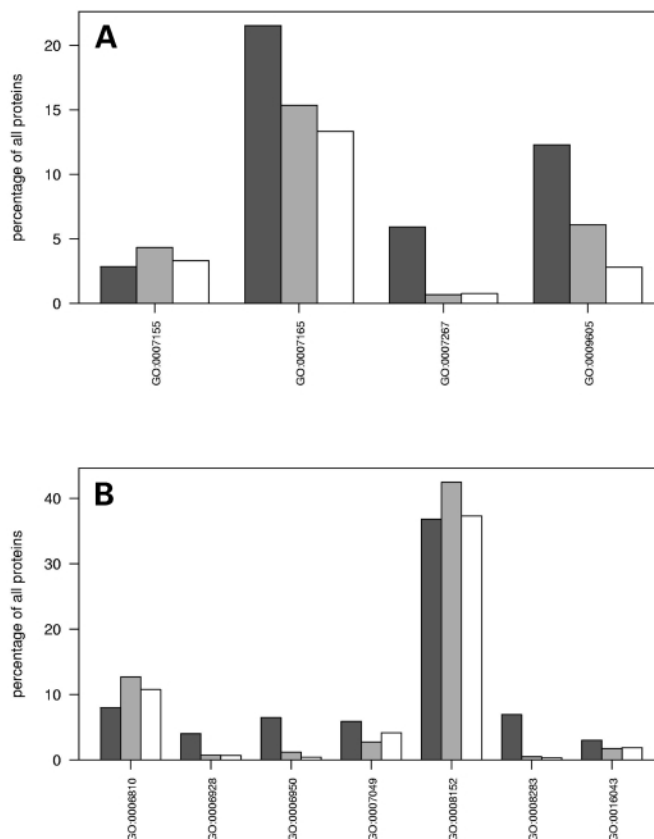 A
percentage of all proteins
20
15
10
5
0
GO:0007155
GO:0007165
GO:0007267
GO:0009605
B
percentage of all proteins
40
30
20
10
0
GO:0006810
GO:0006928
GO:0006950
GO:0007049
GO:0008152
GO:0008283
GO:0016043